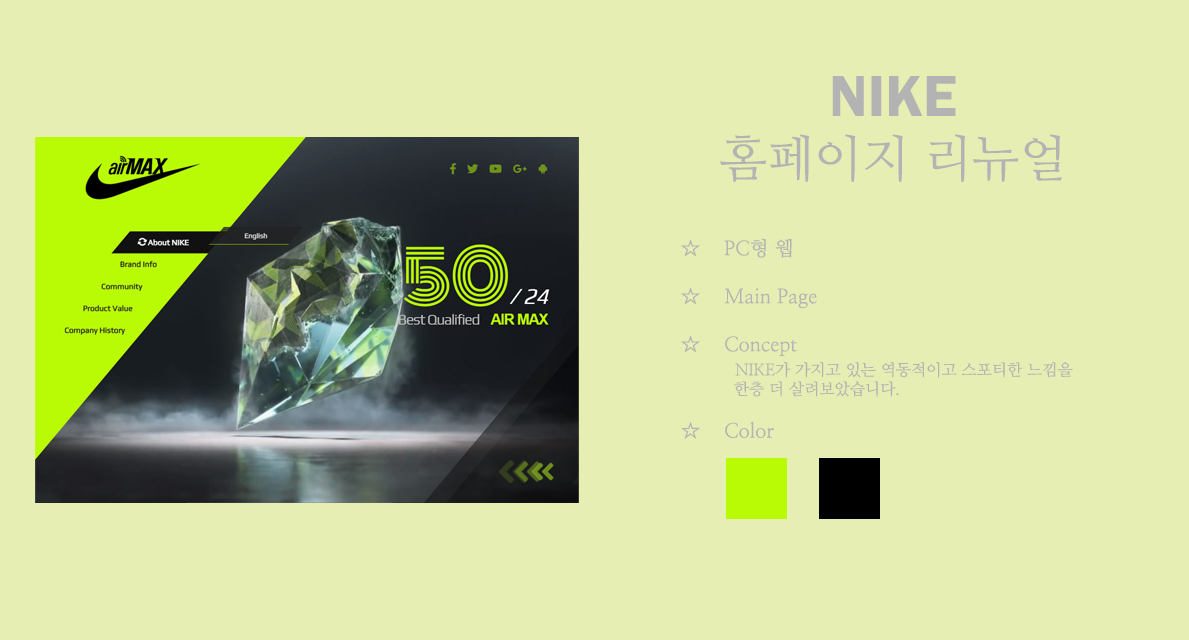 airMAX
About NIKE
English
Brand Info
Community
Product Value
Company History
G+
50 / 24
Best Qualified AIR MAX
NIKE
홈페이지 리뉴얼
☆ PC형 웹
☆ Main Page
☆ Concept
NIKE가 가지고 있는 역동적이고 스포티한 느낌을
한층 더 살려보았습니다.
☆ Color